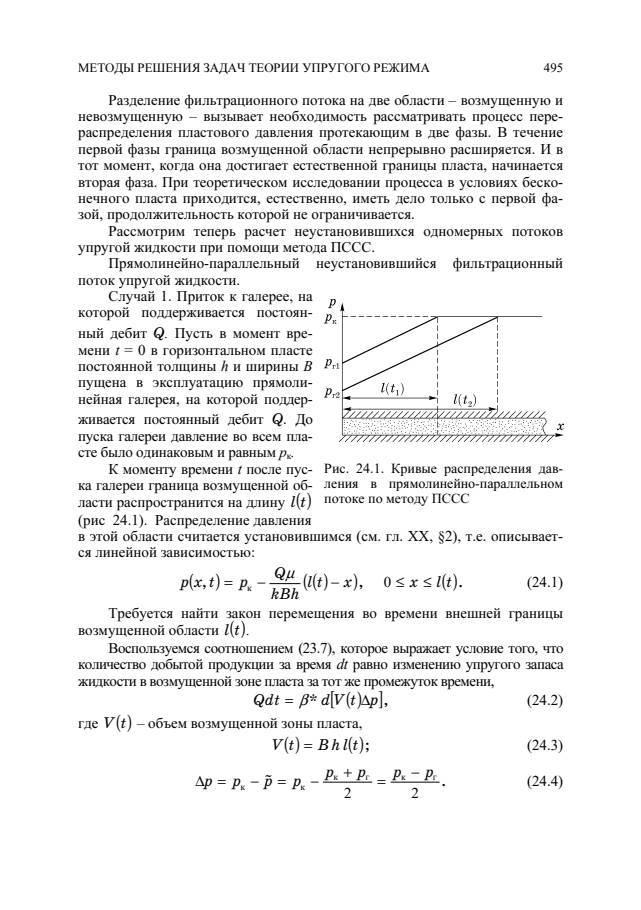 МЕТОДЫ РЕШЕНИЯ ЗАДАЧ ТЕОРИИ УПРУГОГО РЕЖИМА 495
Разделение фильтрационного потока на две области – возмущенную и
невозмущенную – вызывает необходимость рассматривать процесс пере-
распределения пластового давления протекающим в две фазы. В течение
первой фазы граница возмущенной области непрерывно расширяется. И в
тот момент, когда она достигает естественной границы пласта, начинается
вторая фаза. При теоретическом исследовании процесса в условиях беско-
нечного пласта приходится, естественно, иметь дело только с первой фа-
зой, продолжительность которой не ограничивается.
Рассмотрим теперь расчет неустановившихся одномерных потоков
упругой жидкости при помощи метода ПССС.
Прямолинейно-параллельный неустановившийся фильтрационный
поток упругой жидкости.
Случай 1. Приток к галерее, на
которой поддерживается постоян-
ный дебит Q. Пусть в момент вре-
мени t = 0 в горизонтальном пласте
постоянной толщины h и ширины B
пущена в эксплуатацию прямоли-
нейная галерея, на которой поддер-
живается постоянный дебит Q. До
пуска галереи давление во всем пла-
сте было одинаковым и равным pк.
К моменту времени t после пус-
ка галереи граница возмущенной об-
ласти распространится на длину l(t)
(рис 24.1). Распределение давления
p
pк
pг1
pг2
l(t₁)
l(t₂)
x
Рис. 24.1. Кривые распределения дав-
ления в прямолинейно-параллельном
потоке по методу ПССС
в этой области считается установившимся (см. гл. XX, §2), т.е. описывает-
ся линейной зависимостью:
p(x,t) = pк − Qμ/kBh (l(t) − x), 0 ≤ x ≤ l(t). (24.1)
Требуется найти закон перемещения во времени внешней границы
возмущенной области l(t).
Воспользуемся соотношением (23.7), которое выражает условие того, что
количество добытой продукции за время dt равно изменению упругого запаса
жидкости в возмущенной зоне пласта за тот же промежуток времени,
Qdt = β* d[V(t)Δp], (24.2)
где V(t) – объем возмущенной зоны пласта,
V(t) = B h l(t); (24.3)
Δp = pк − p̃ = pк − (pк + pг)/2 = (pк − pг)/2. (24.4)